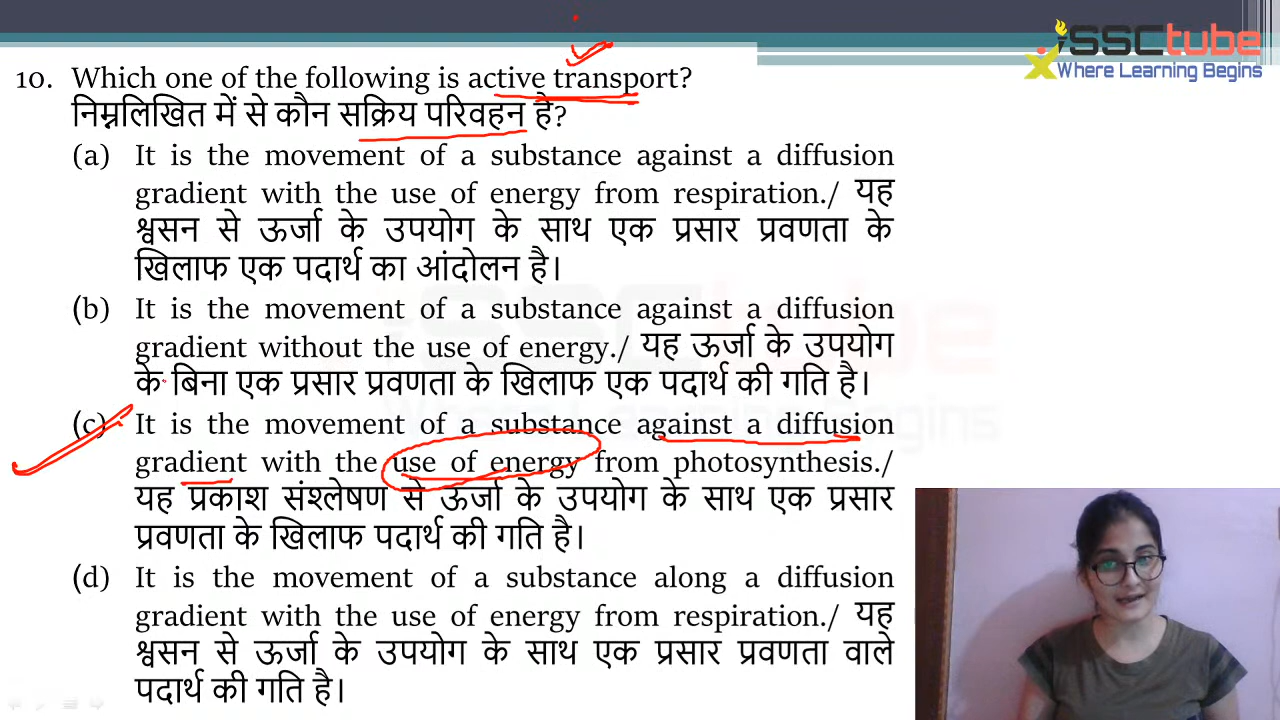 iSSCtube
Where Learning Begins
10. Which one of the following is active transport?
निम्नलिखित में से कौन सक्रिय परिवहन है?
(a) It is the movement of a substance against a diffusion
gradient with the use of energy from respiration./ यह
श्वसन से ऊर्जा के उपयोग के साथ एक प्रसार प्रवणता के
खिलाफ एक पदार्थ का आंदोलन है।
(b) It is the movement of a substance against a diffusion
gradient without the use of energy./ यह ऊर्जा के उपयोग
के बिना एक प्रसार प्रवणता के खिलाफ एक पदार्थ की गति है।
(c) It is the movement of a substance against a diffusion
gradient with the use of energy from photosynthesis./
यह प्रकाश संश्लेषण से ऊर्जा के उपयोग के साथ एक प्रसार
प्रवणता के खिलाफ पदार्थ की गति है।
(d) It is the movement of a substance along a diffusion
gradient with the use of energy from respiration./ यह
श्वसन से ऊर्जा के उपयोग के साथ एक प्रसार प्रवणता वाले
पदार्थ की गति है।